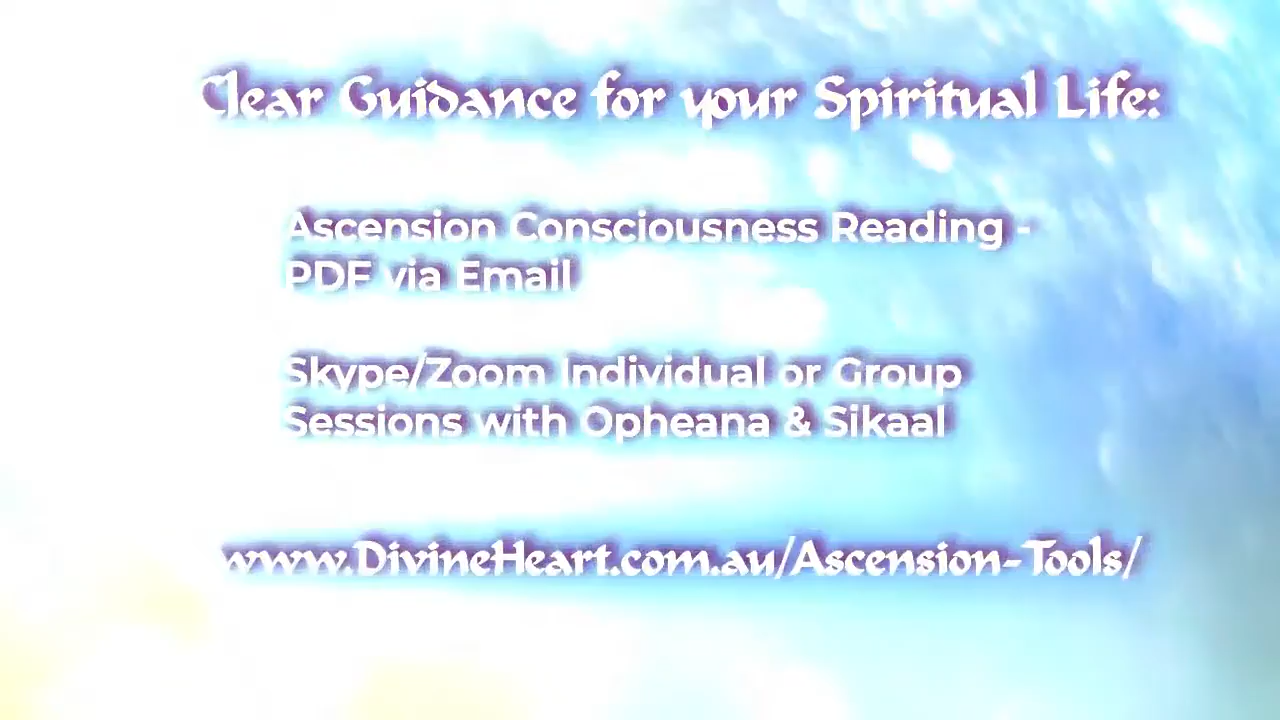 Clear Guidance for your Spiritual Life:
Ascension Consciousness Reading -
PDF via Email
Skype/Zoom Individual or Group
Sessions with Opheana & Sikaal
www.DivineHeart.com.au/Ascension-Tools/